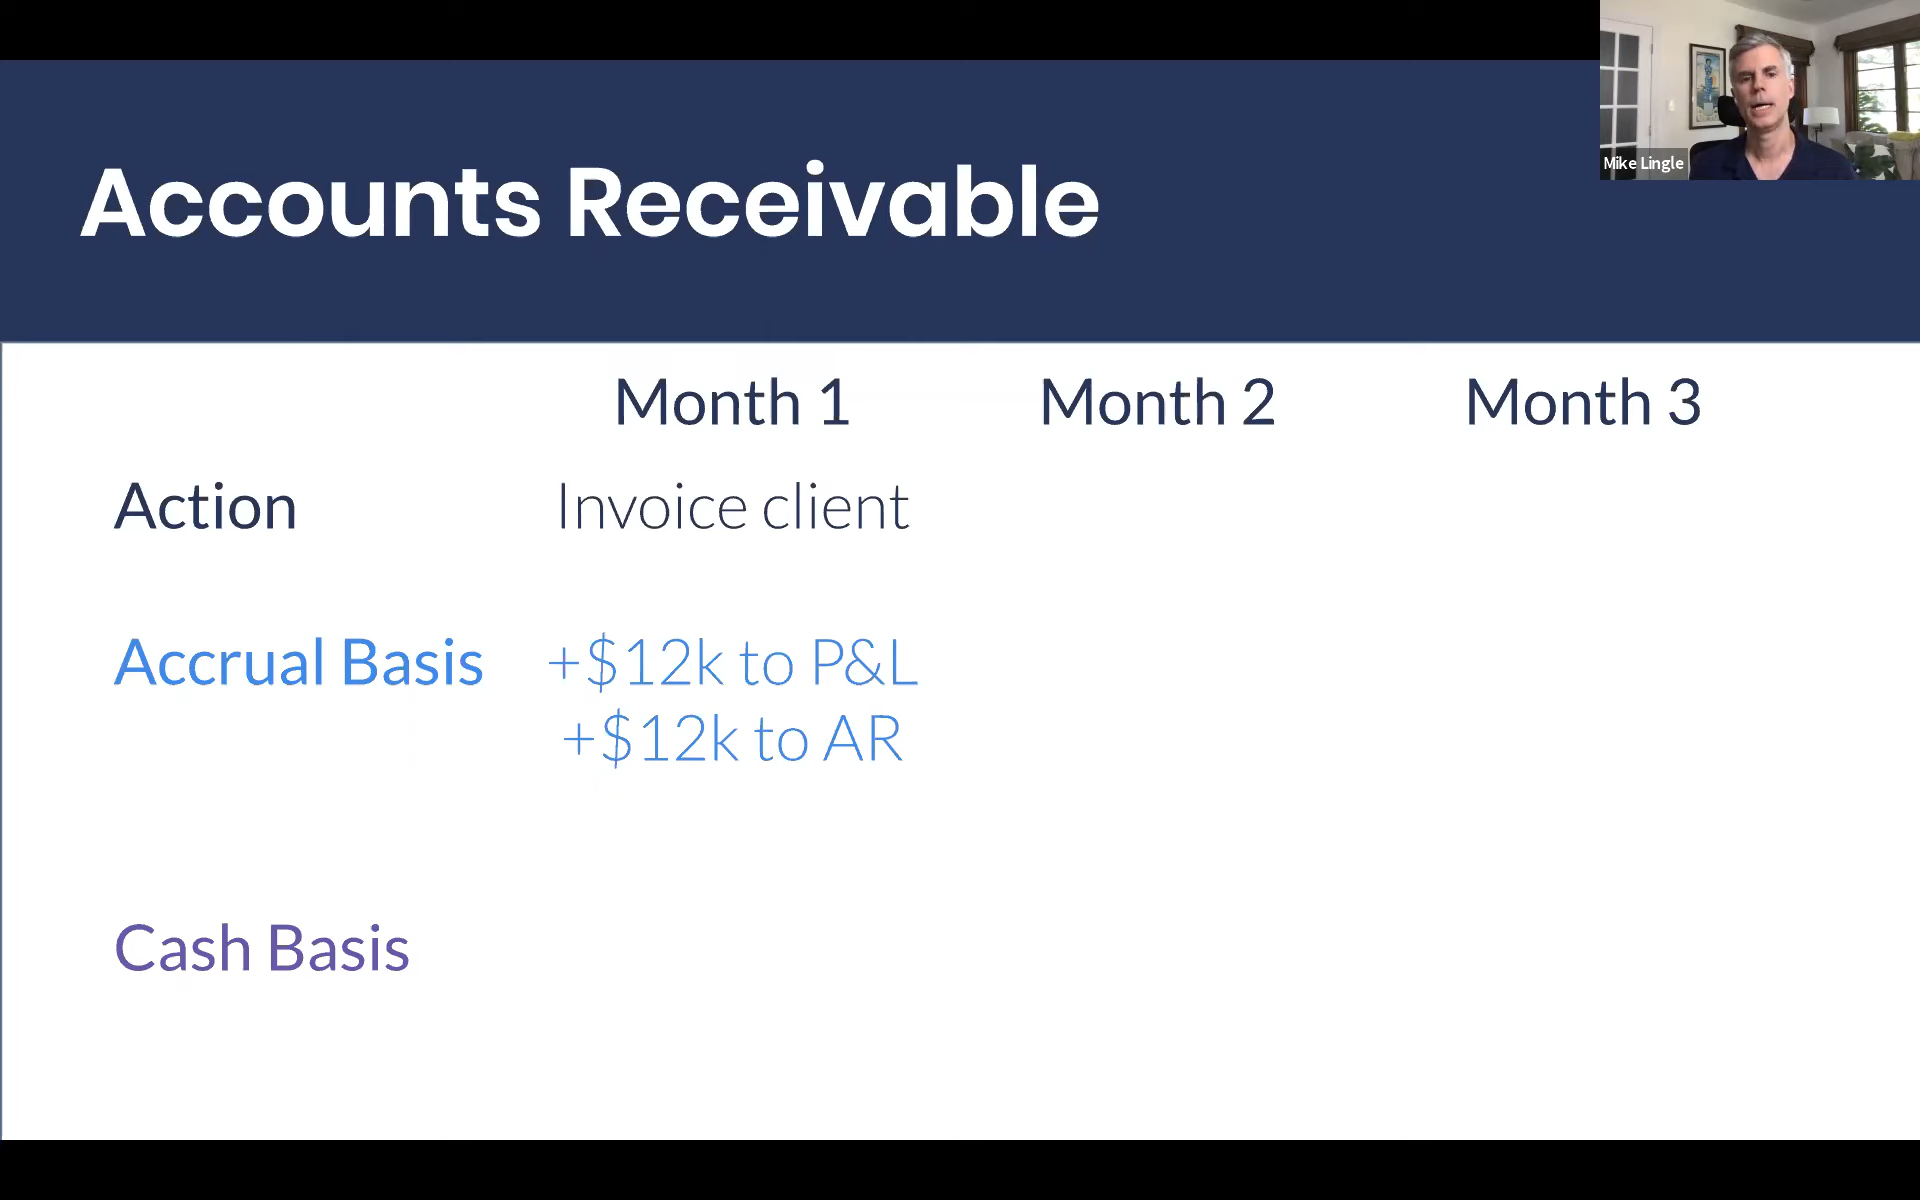 Mike Lingle
Accounts Receivable
Month 1 Month 2 Month 3
Action Invoice client
Accrual Basis +$12k to P&L
+$12k to AR
Cash Basis